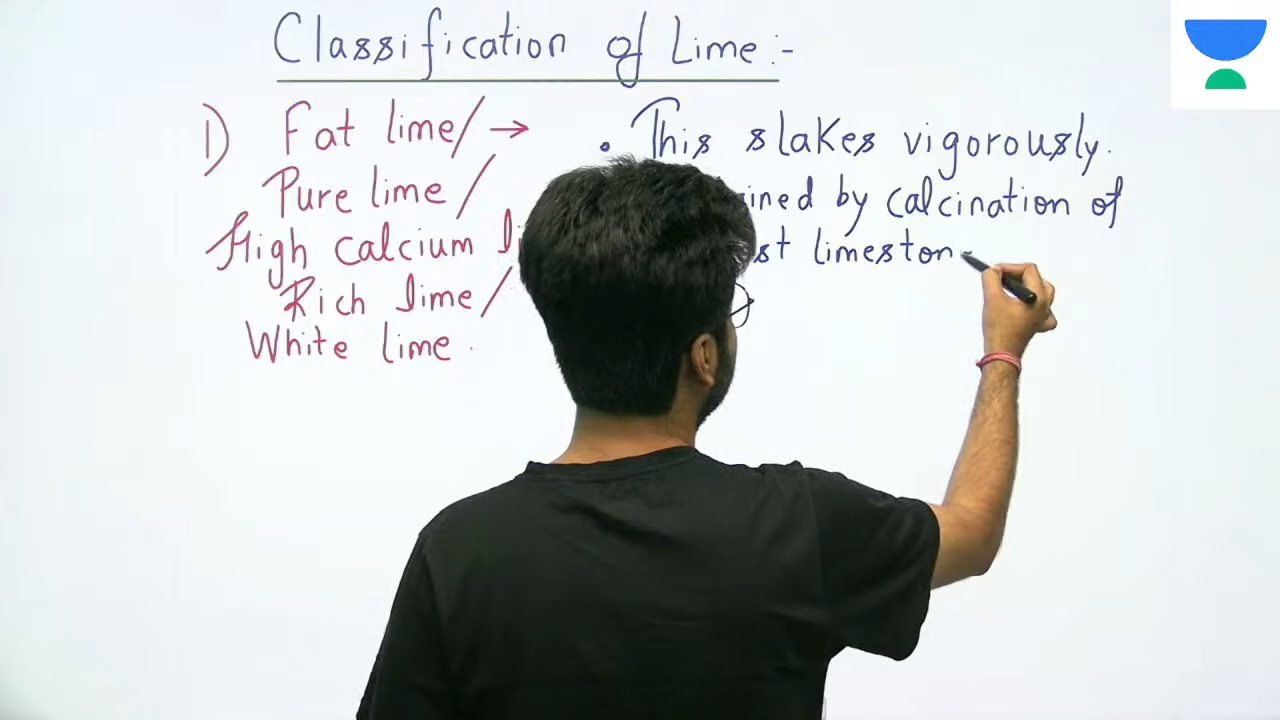 Classification of Lime :-
1) Fat lime/ →
Pure lime /
High calcium
Rich lime /
White lime .
• This slakes vigorously.
by calcination of